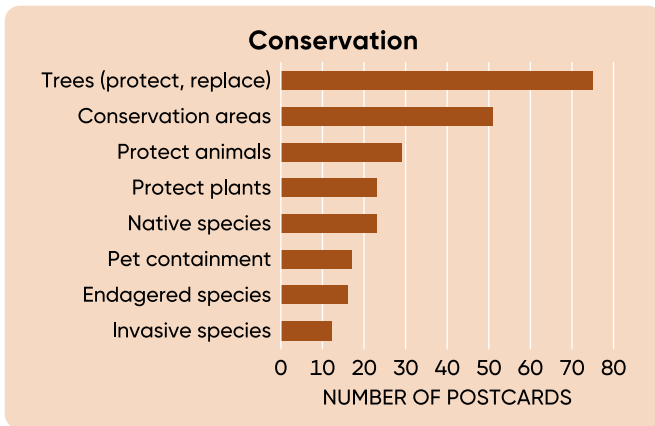 Conservation
Trees (protect, replace)
Conservation areas
Protect animals
Protect plants
Native species
Pet containment
Endagered species
Invasive species
0 10 20 30 40 50 60 70 80
NUMBER OF POSTCARDS